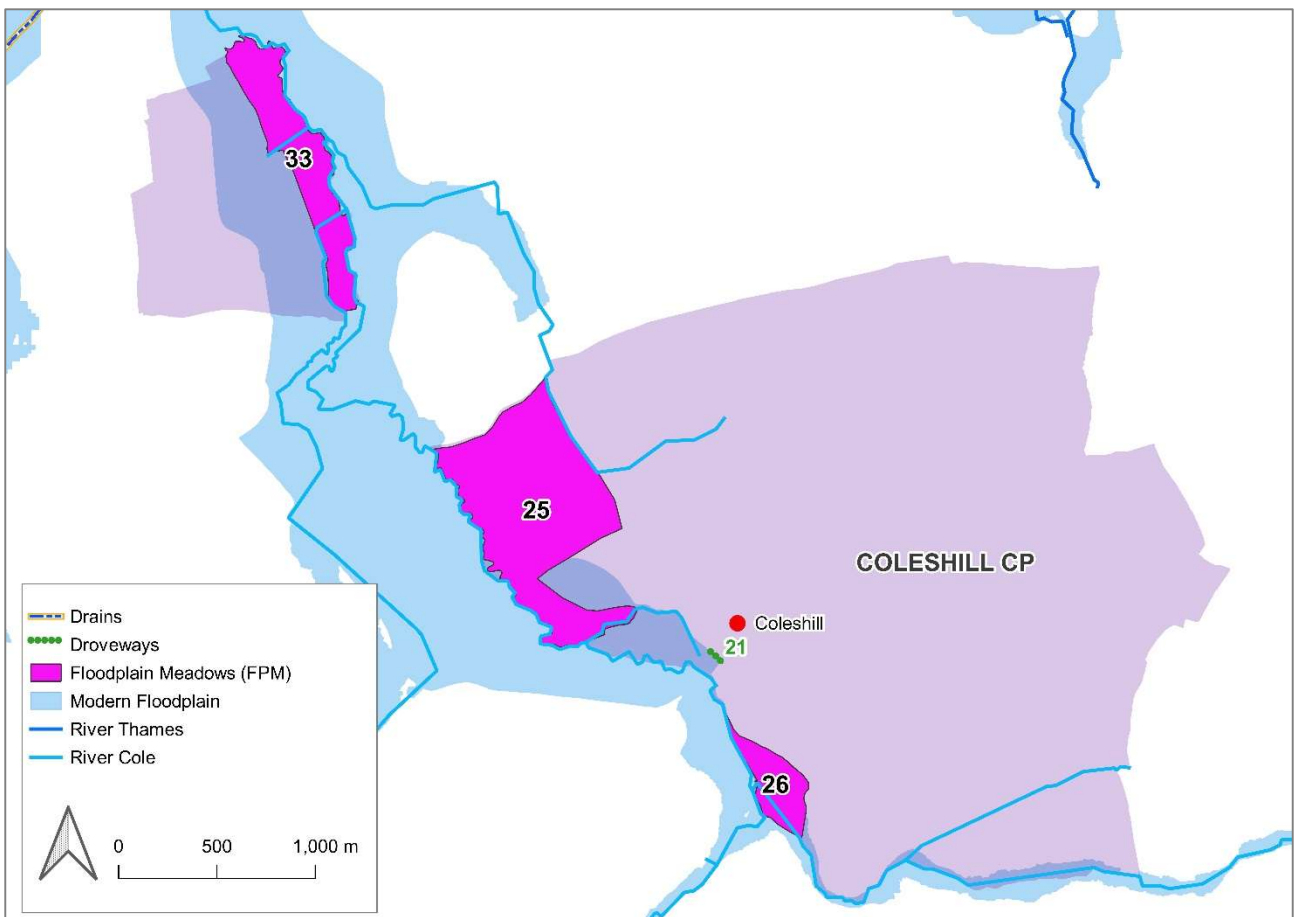 33
25
COLESHILL CP
Coleshill
21
26
Drains
Droveways
Floodplain Meadows (FPM)
Modern Floodplain
River Thames
River Cole
0 500 1,000 m